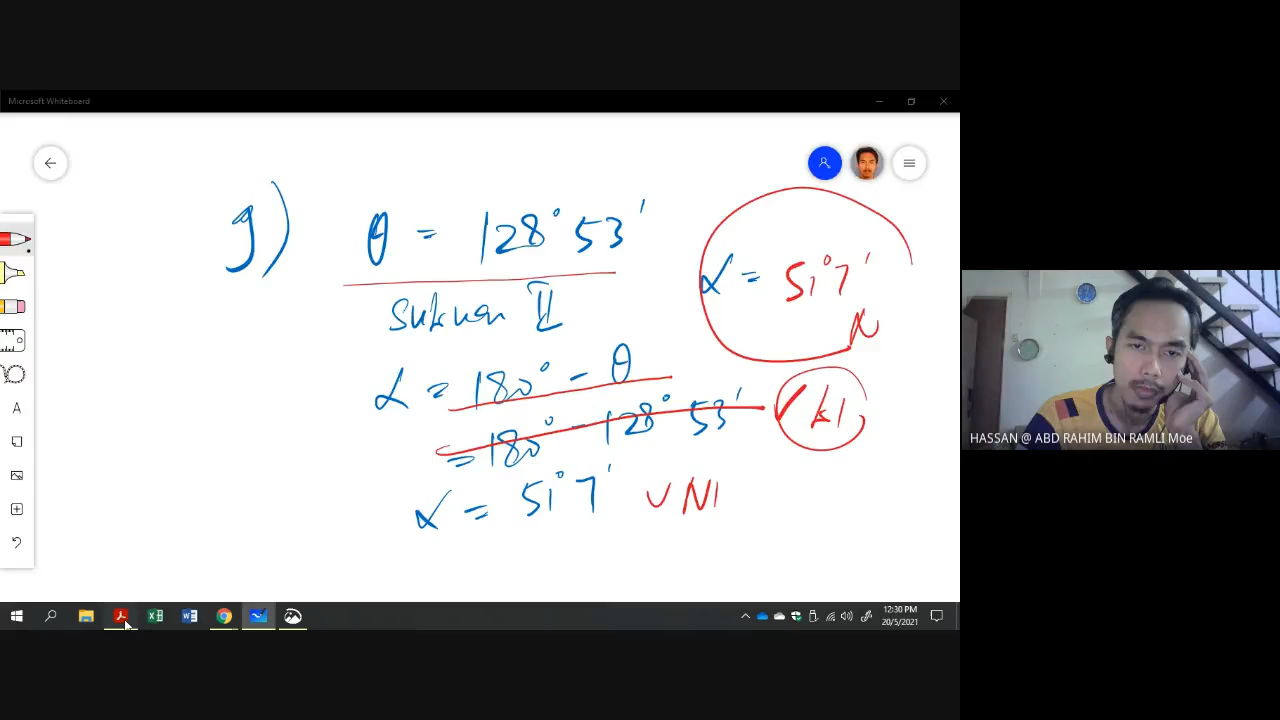 Microsoft Whiteboard
g) θ = 128° 53'
Sukuan II
α = 180° - θ
= 180° - 128° 53'
α = 51° 7'
α = 51° 7'
N
✓ k1
✓ N1
A
HASSAN @ ABD RAHIM BIN RAMLI Moe
12:30 PM
20/5/2021